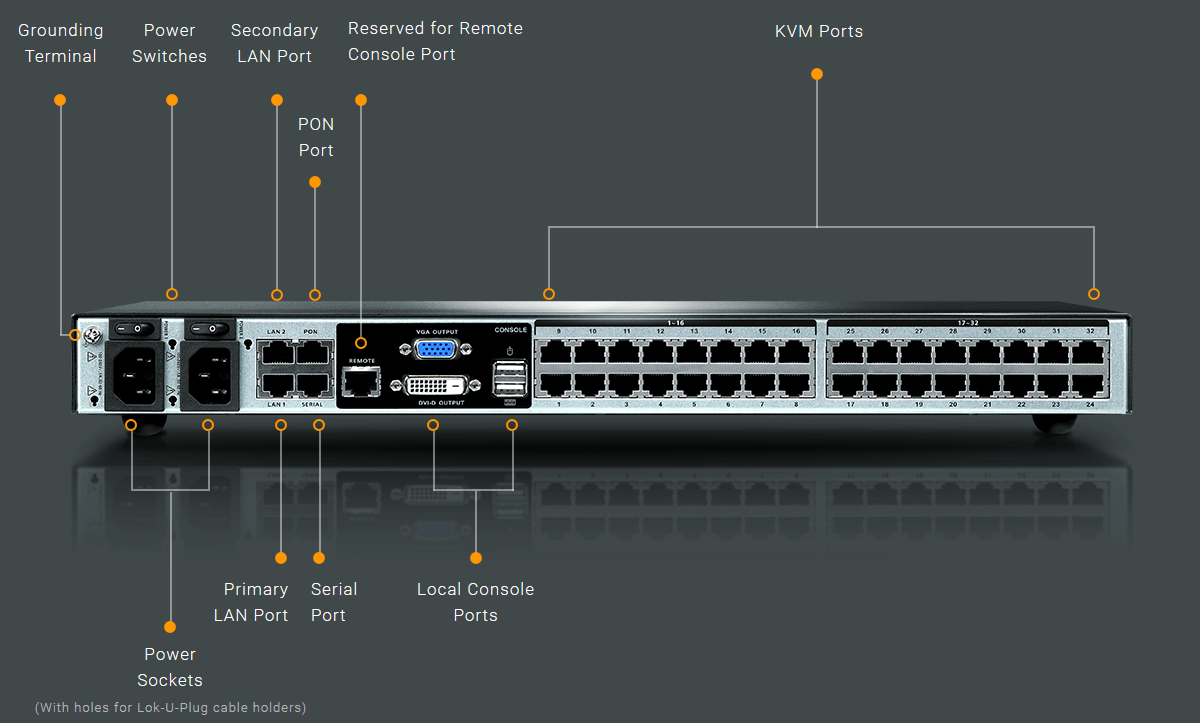 Grounding
Terminal
Power
Switches
Secondary
LAN Port
Reserved for Remote
Console Port
KVM Ports
PON
Port
LAN 2
PON
LAN 1
SERIAL
REMOTE
VGA OUTPUT
DVI-D OUTPUT
CONSOLE
1~16
9 10 11 12 13 14 15 16
1 2 3 4 5 6 7 8
17~32
25 26 27 28 29 30 31 32
17 18 19 20 21 22 23 24
Primary
LAN Port
Serial
Port
Local Console
Ports
Power
Sockets
(With holes for Lok-U-Plug cable holders)